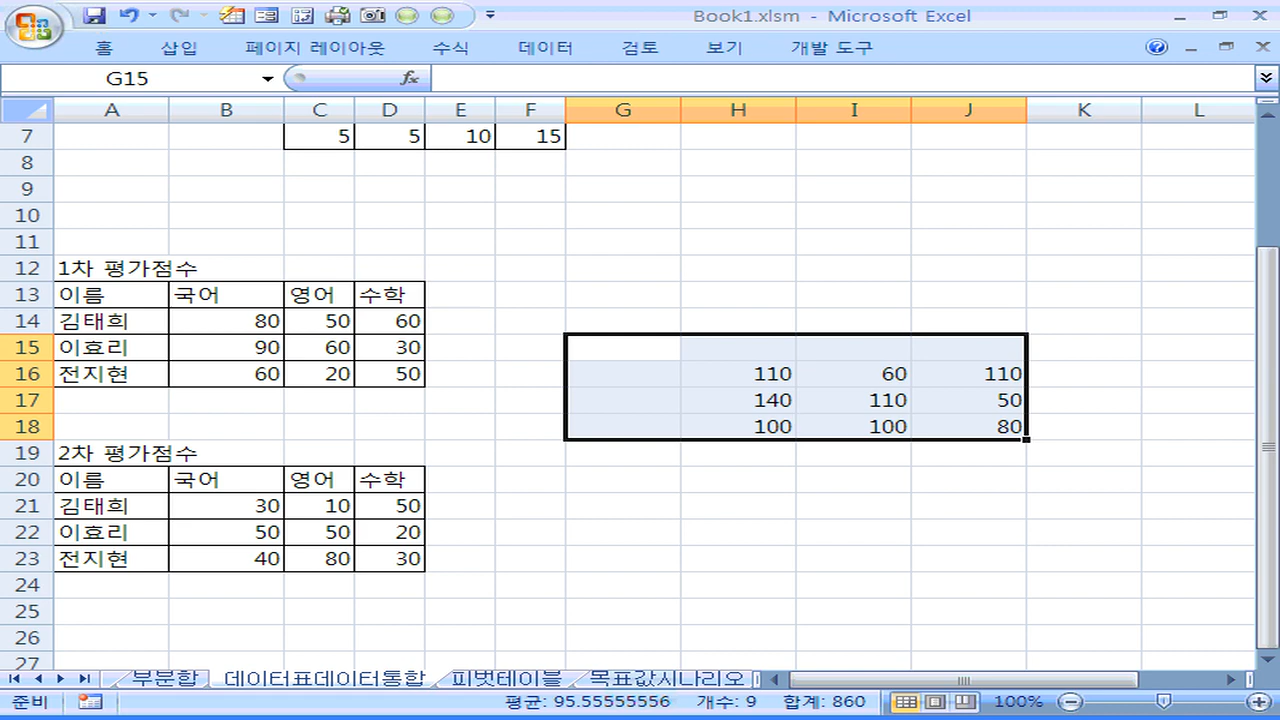 Book1.xlsm - Microsoft Excel
홈 삽입 페이지 레이아웃 수식 데이터 검토 보기 개발 도구
G15 fx
A B C D E F G H I J K L
7 5 5 10 15
8
9
10
11
12 1차 평가점수
13 이름 국어 영어 수학
14 김태희 80 50 60
15 이효리 90 60 30
16 전지현 60 20 50 110 60 110
17 140 110 50
18 100 100 80
19 2차 평가점수
20 이름 국어 영어 수학
21 김태희 30 10 50
22 이효리 50 50 20
23 전지현 40 80 30
24
25
26
27
부분합 데이터표데이터통합 피벗테이블 목표값시나리오
준비 평균: 95.55555556 개수: 9 합계: 860 100%